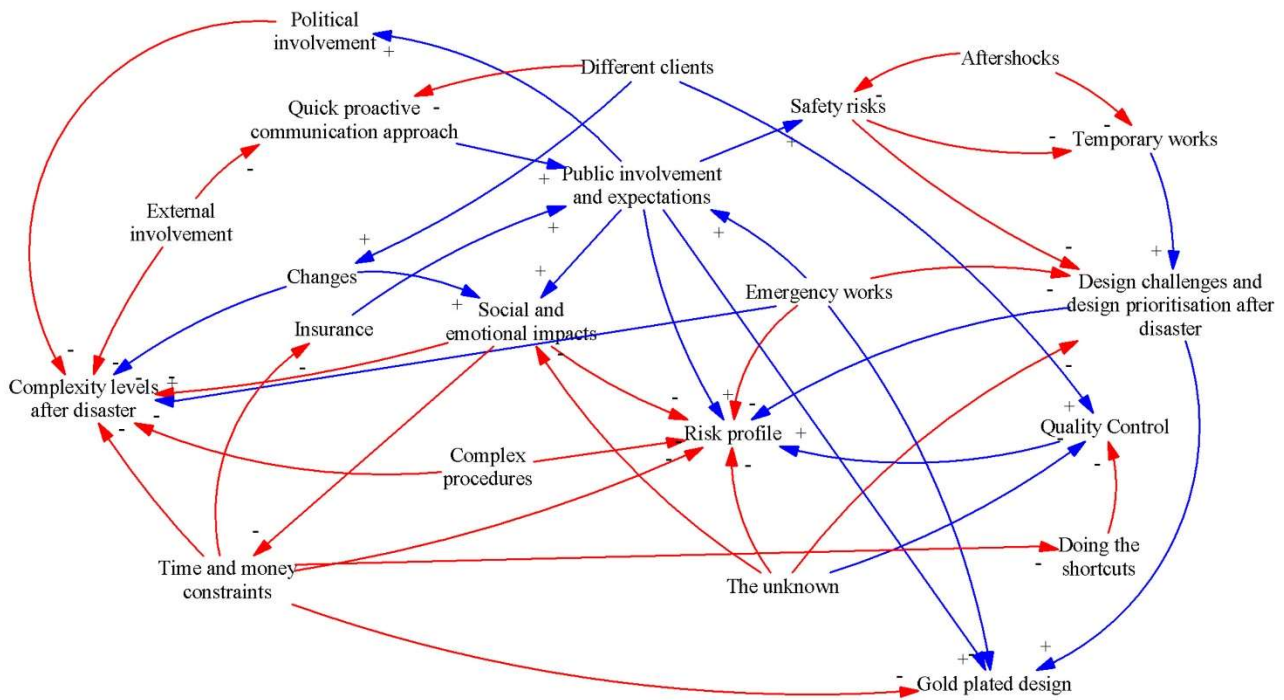 Political
involvement
+
Different clients
Aftershocks
Quick proactive
communication approach
-
-
Safety risks
-
-
Temporary works
+
-
+
Public involvement
and expectations
External
involvement
+
+
+
+
Changes
+
Social and
emotional impacts
Emergency works
-
+
-
Design challenges and
design prioritisation after
disaster
Insurance
-
-
-
Complexity levels
after disaster
-
-
-
-
+
-
-
-
-
+
-
+
Risk profile
+
-
-
-
+
-
Quality Control
-
Complex
procedures
-
Time and money
constraints
The unknown
-
Doing the
shortcuts
+
-
+
-
Gold plated design